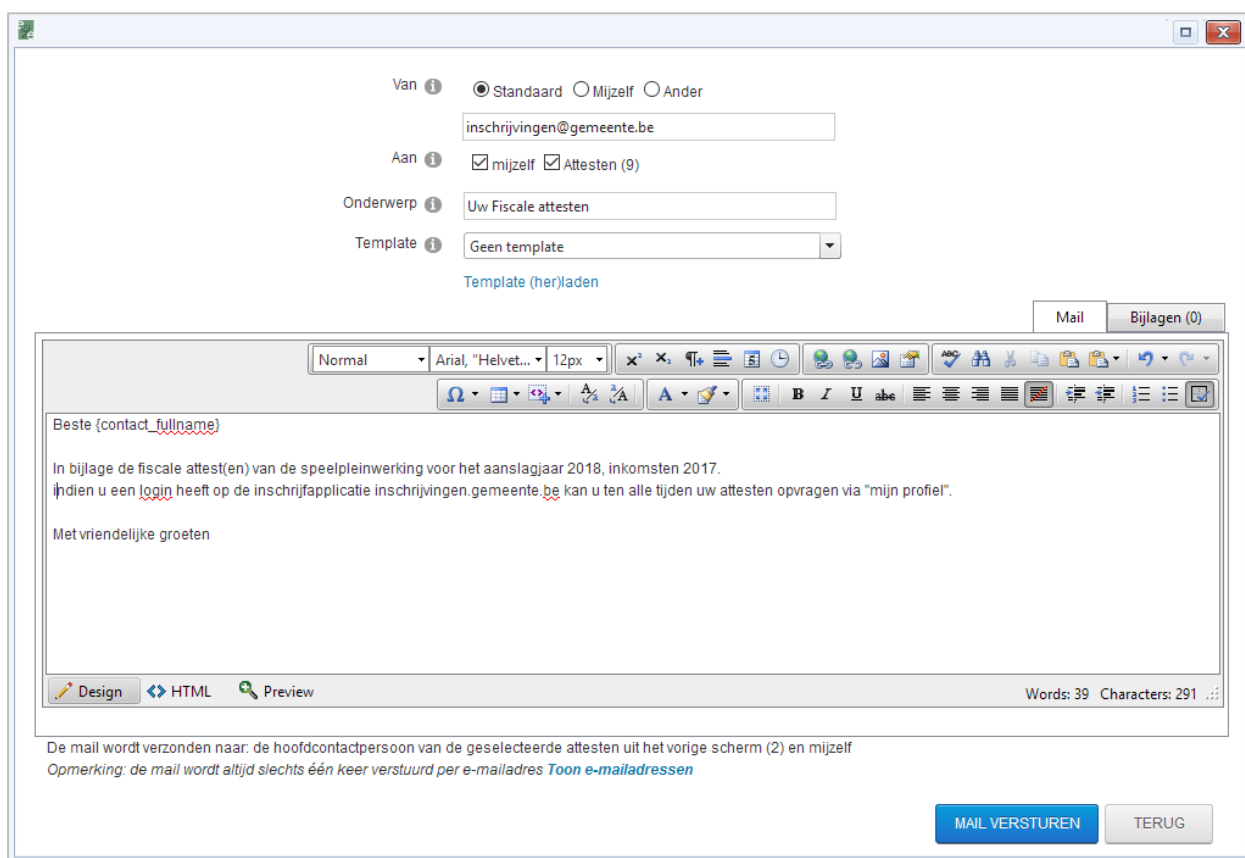 Van
Standaard Mijzelf Ander
inschrijvingen@gemeente.be
Aan
mijzelf Attesten (9)
Onderwerp
Uw Fiscale attesten
Template
Geen template
Template (her)laden
Mail Bijlagen (0)
Normal Arial, "Helvet... 12px
Beste {contact_fullname}
In bijlage de fiscale attest(en) van de speelpleinwerking voor het aanslagjaar 2018, inkomsten 2017.
indien u een login heeft op de inschrijfapplicatie inschrijvingen.gemeente.be kan u ten alle tijden uw attesten opvragen via "mijn profiel".
Met vriendelijke groeten
Design HTML Preview Words: 39 Characters: 291
De mail wordt verzonden naar: de hoofdcontactpersoon van de geselecteerde attesten uit het vorige scherm (2) en mijzelf
Opmerking: de mail wordt altijd slechts één keer verstuurd per e-mailadres Toon e-mailadressen
MAIL VERSTUREN TERUG